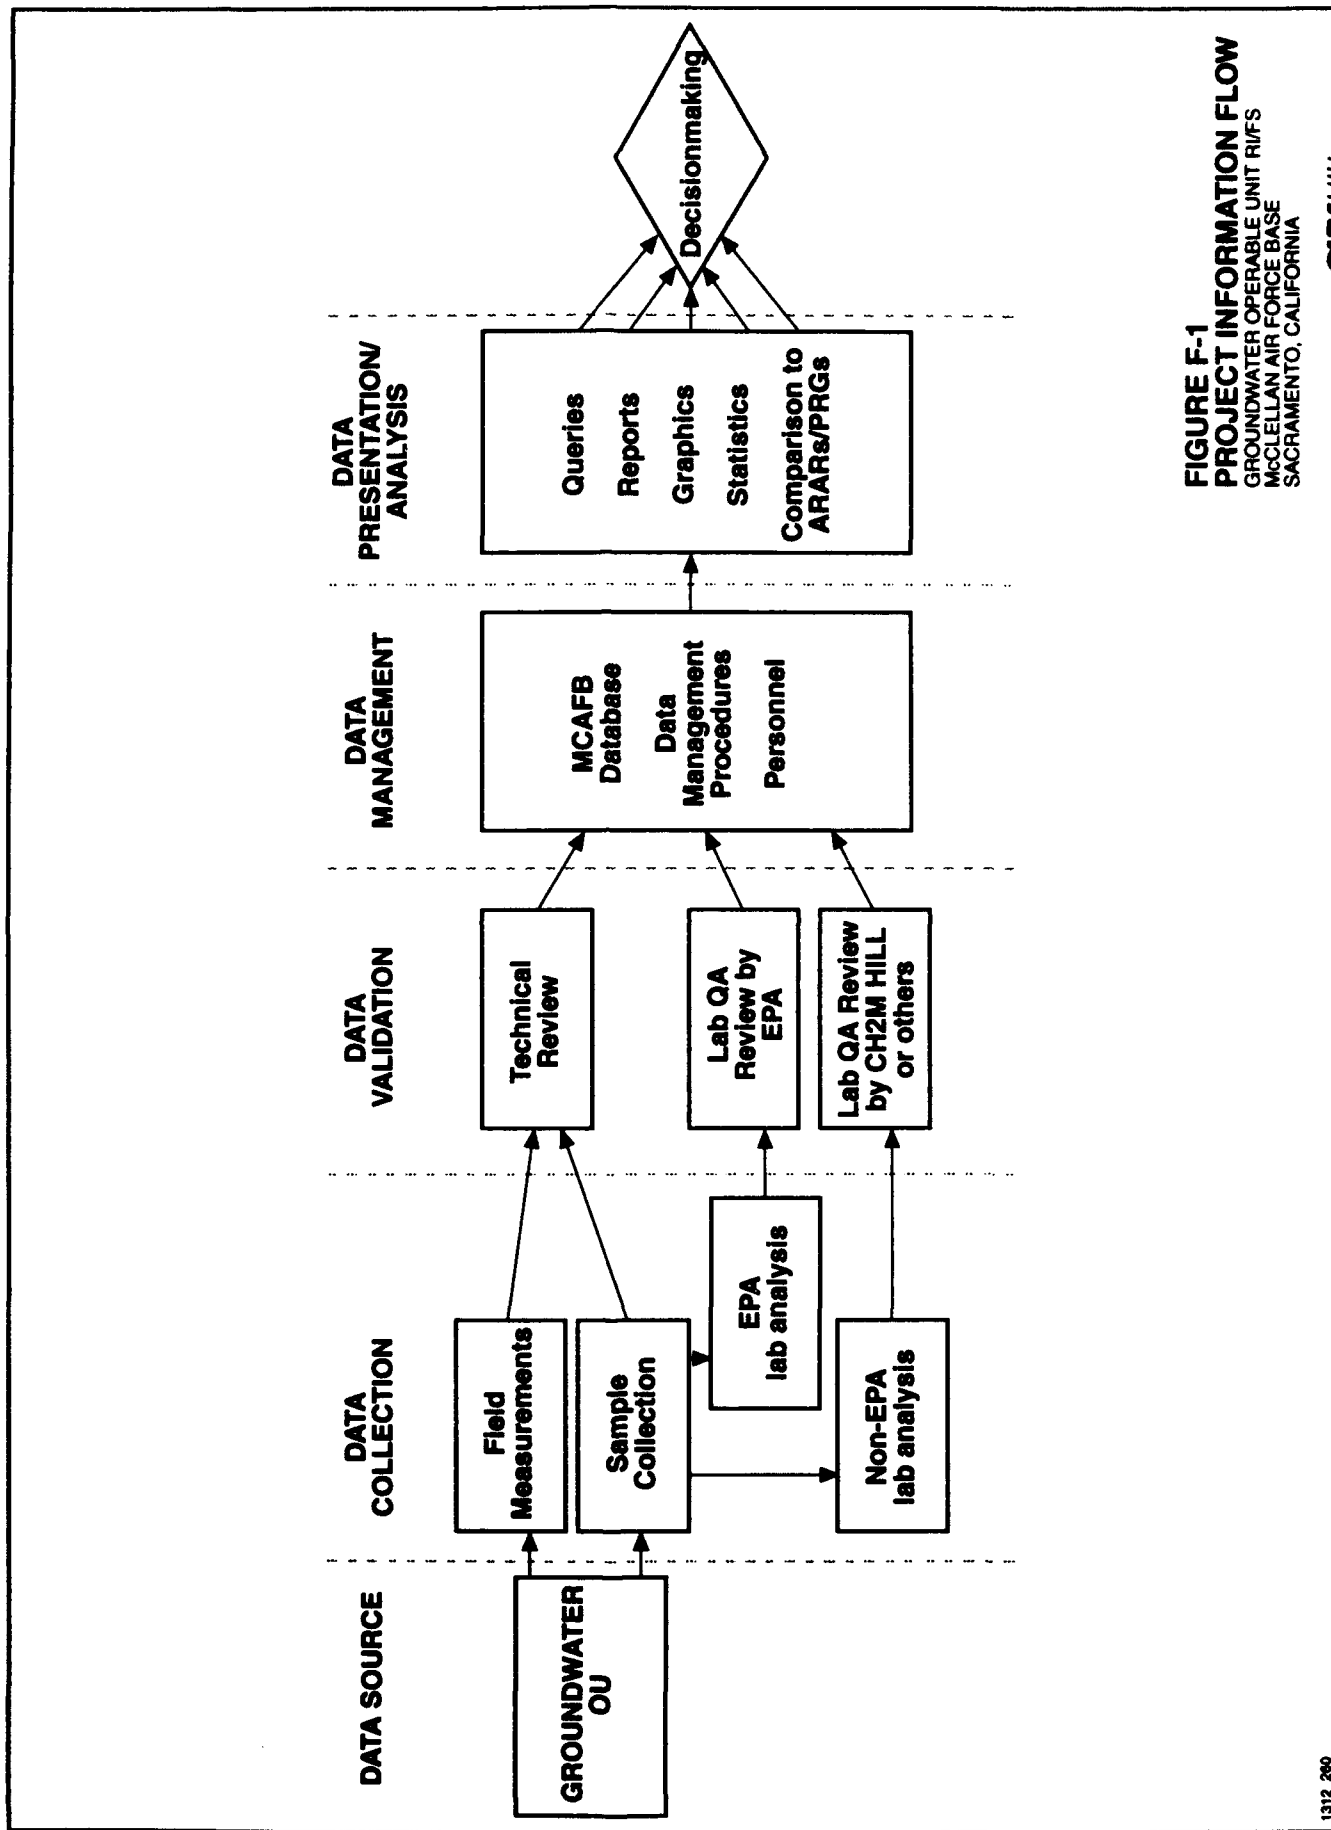 DATA SOURCE
DATA
COLLECTION
DATA
VALIDATION
DATA
MANAGEMENT
DATA
PRESENTATION/
ANALYSIS
GROUNDWATER
OU
Field
Measurements
Sample
Collection
EPA
lab analysis
Non-EPA
lab analysis
Technical
Review
Lab QA
Review by
EPA
Lab QA Review
by CH2M HILL
or others
MCAFB
Database
Data
Management
Procedures
Personnel
Queries
Reports
Graphics
Statistics
Comparison to
ARARs/PRGs
Decisionmaking
FIGURE F-1
PROJECT INFORMATION FLOW
GROUNDWATER OPERABLE UNIT RI/FS
McCLELLAN AIR FORCE BASE
SACRAMENTO, CALIFORNIA
1312_260